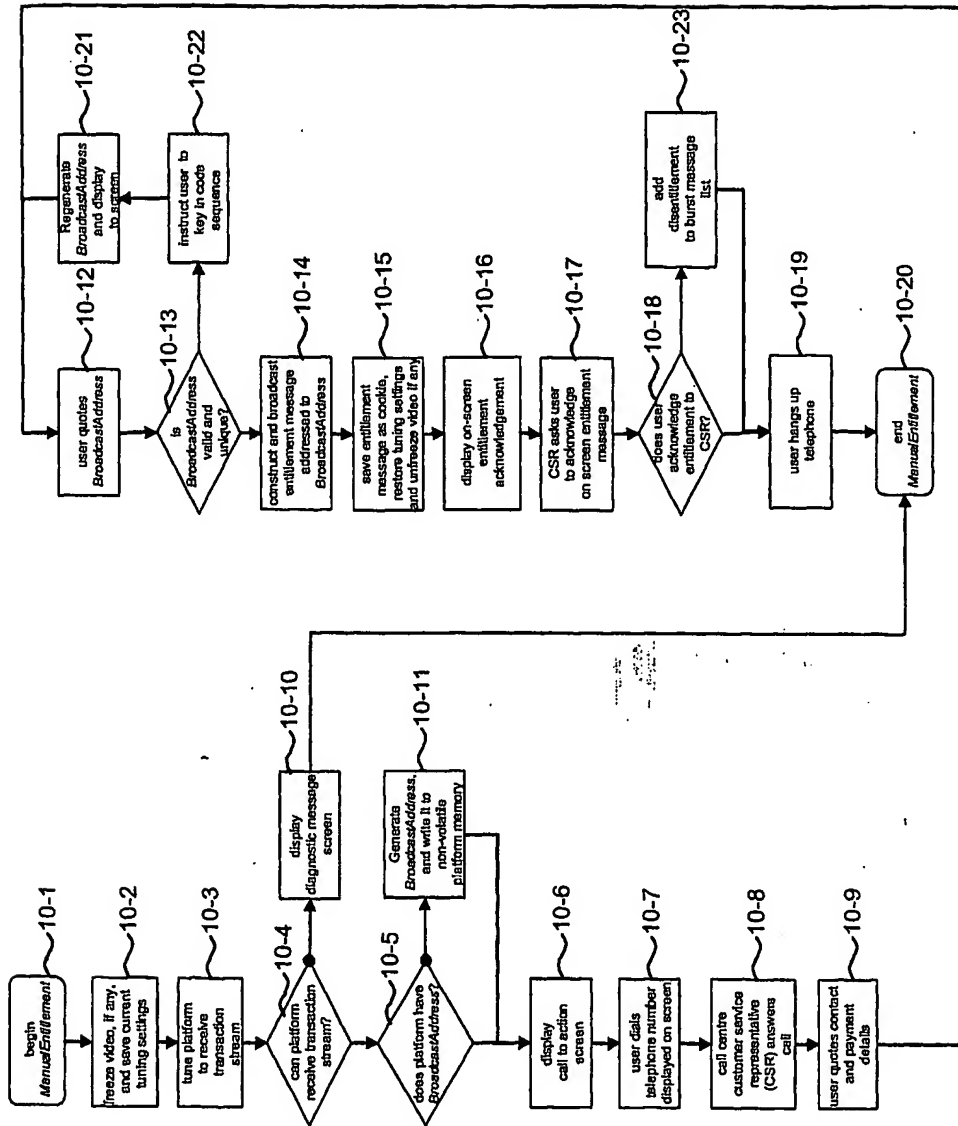 begin
ManualEntitlement
10-1
freeze video, if any,
and save current
tuning settings
10-2
tune platform
to receive
transaction
stream
10-3
can platform
receive transaction
stream?
10-4
display
diagnostic message
screen
10-10
does platform have
BroadcastAddress?
10-5
Generate
BroadcastAddress,
and write it to
non-volatile
platform memory
10-11
display
call to action
screen
10-6
user dials
telephone number
displayed on screen
10-7
call centre
customer service
representative
(CSR) answers
call
10-8
user quotes contact
and payment
details
10-9
user quotes
BroadcastAddress
10-12
is
BroadcastAddress
valid and
unique?
10-13
Regenerate
BroadcastAddress
and display
to screen
10-21
instruct user to
key in code
sequence
10-22
construct and broadcast
entitlement message
addressed to
BroadcastAddress
10-14
save entitlement
message as cookie,
restore tuning settings
and unfreeze video if any
10-15
display on-screen
entitlement
acknowledgement
10-16
CSR asks user
to acknowledge
on screen entitlement
message
10-17
does user
acknowledge
entitlement to
CSR?
10-18
add
disentitlement
to burst message
list
10-23
user hangs up
telephone
10-19
end
ManualEntitlement
10-20